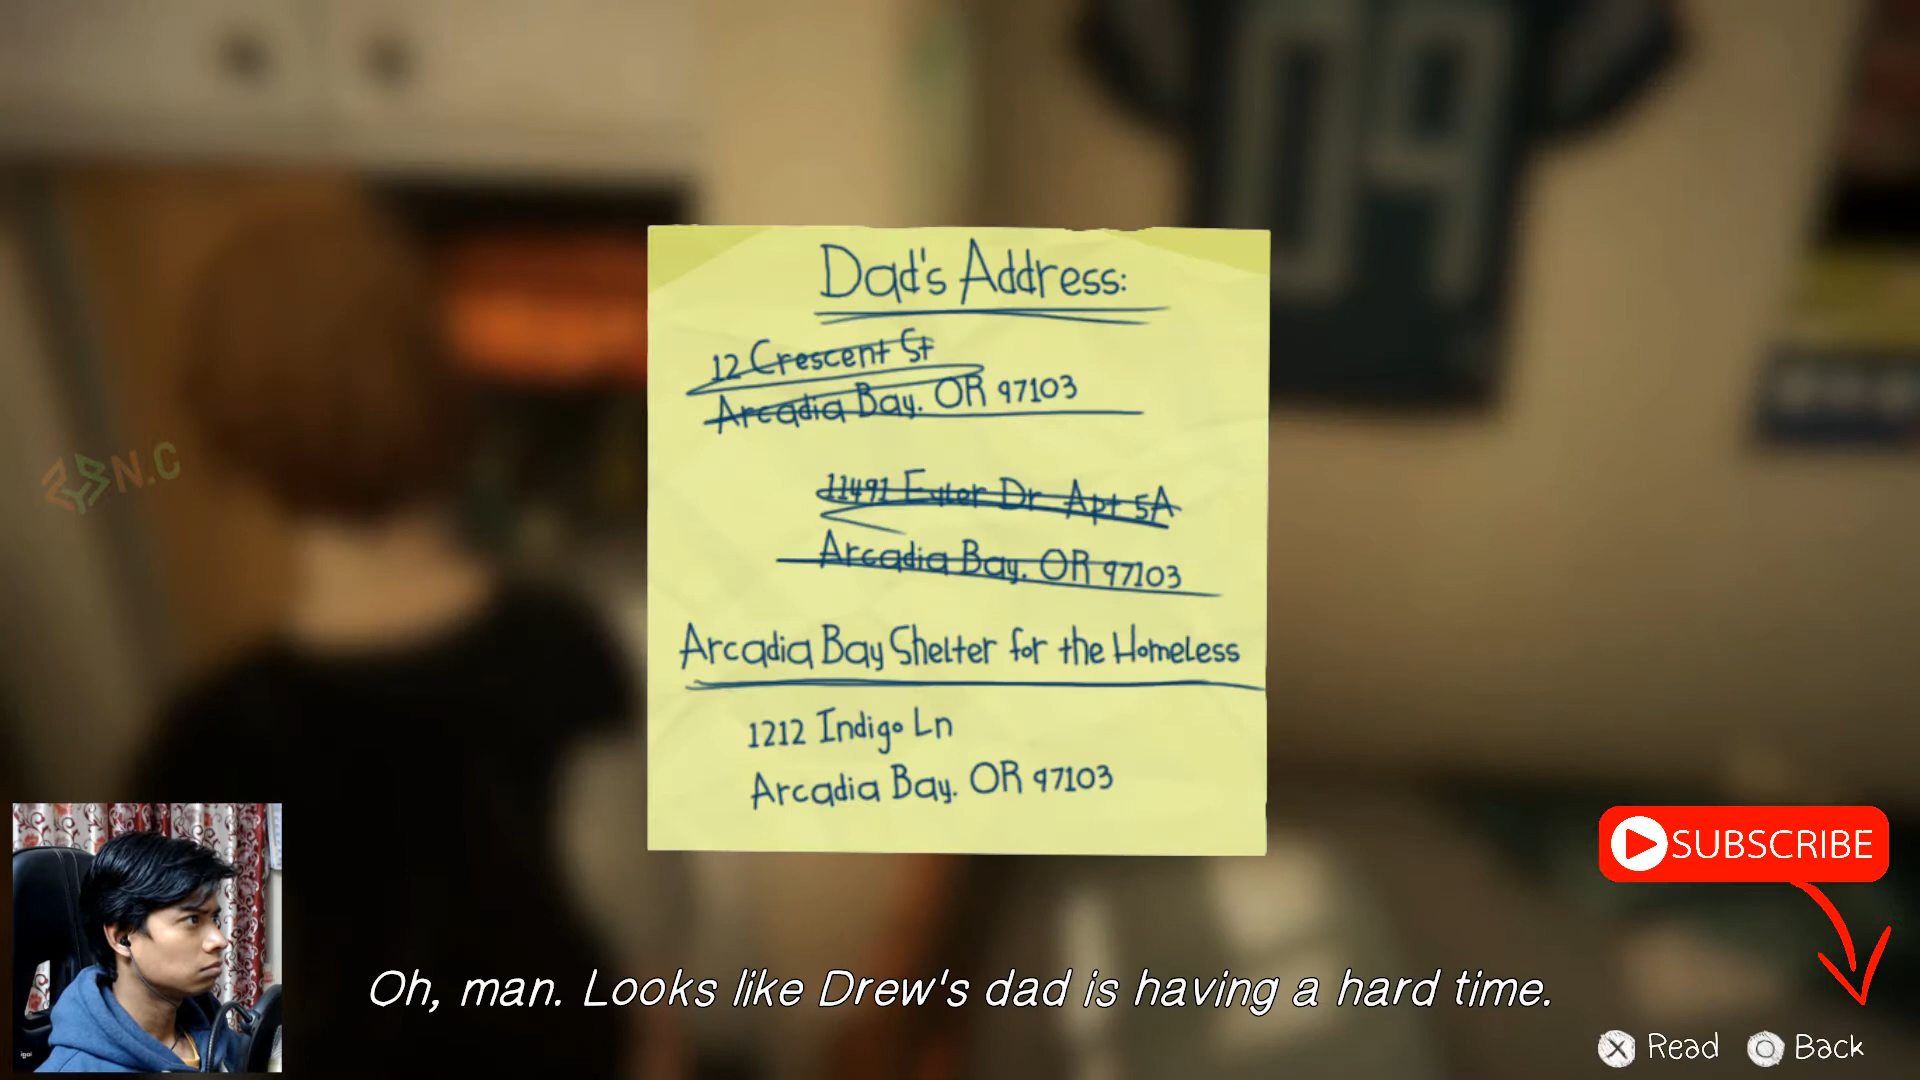 09
Dad's Address:
12 Crescent St
Arcadia Bay. OR 97103
11491 Euler Dr Apt 5A
Arcadia Bay. OR 97103
Arcadia Bay Shelter for the Homeless
1212 Indigo Ln
Arcadia Bay. OR 97103
N.C
SUBSCRIBE
Oh, man. Looks like Drew's dad is having a hard time.
Read
Back